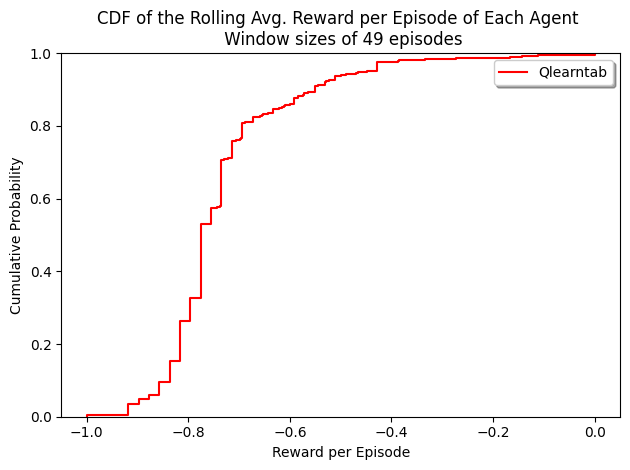 CDF of the Rolling Avg. Reward per Episode of Each Agent
Window sizes of 49 episodes
Qlearntab
1.0
0.8
0.6
0.4
0.2
0.0
Cumulative Probability
−1.0 −0.8 −0.6 −0.4 −0.2 0.0
Reward per Episode